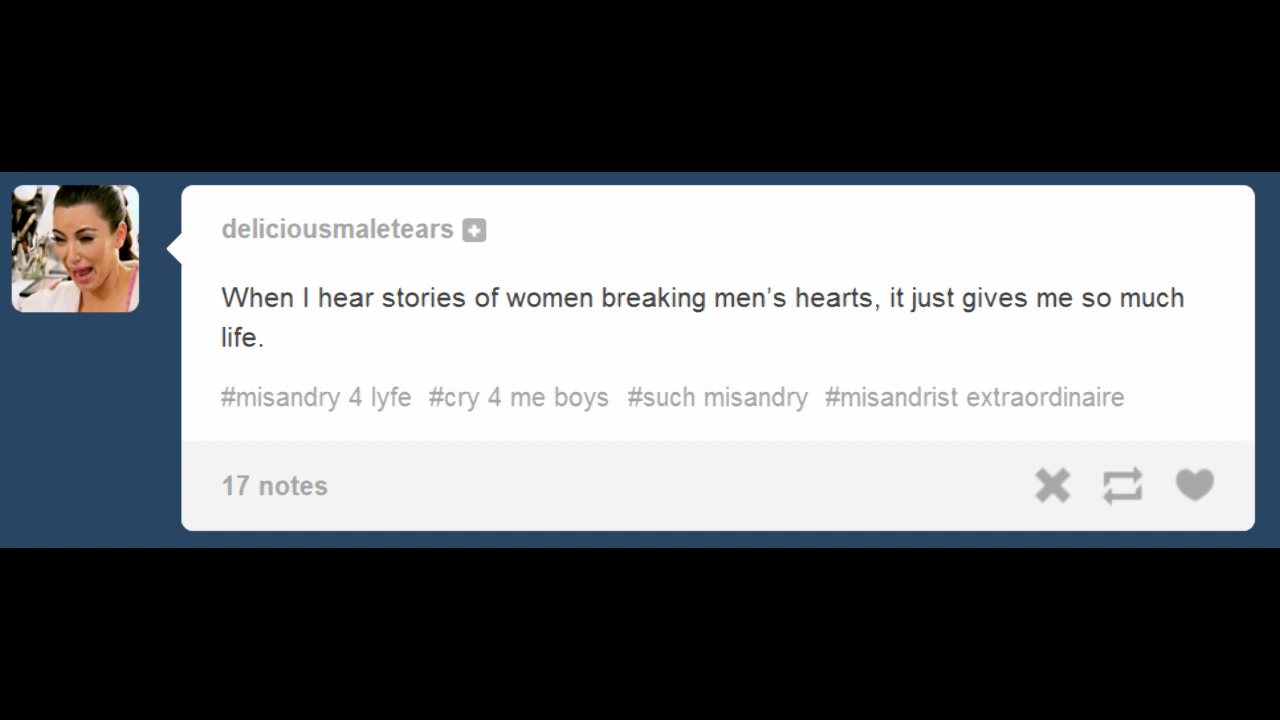 deliciousmaletears
When I hear stories of women breaking men’s hearts, it just gives me so much
life.
#misandry 4 lyfe #cry 4 me boys #such misandry #misandrist extraordinaire
17 notes